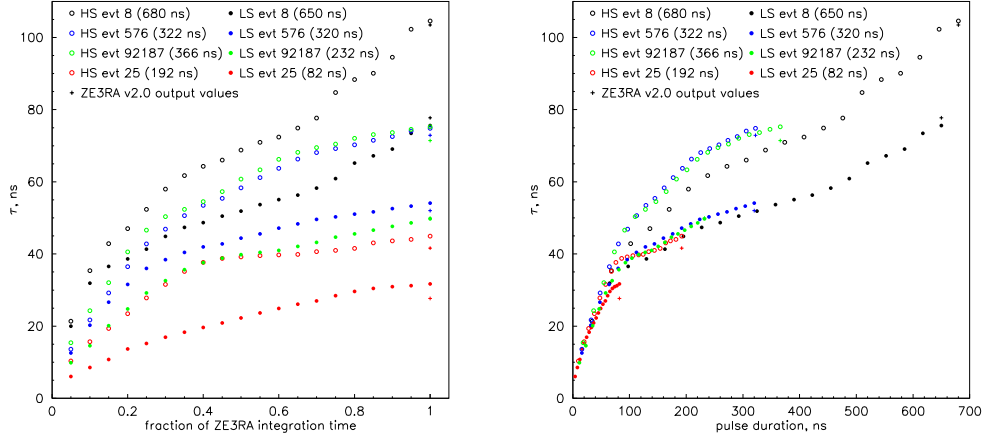 HS evt 8 (680 ns)
LS evt 8 (650 ns)
HS evt 576 (322 ns)
LS evt 576 (320 ns)
HS evt 92187 (366 ns)
LS evt 92187 (232 ns)
HS evt 25 (192 ns)
LS evt 25 (82 ns)
ZE3RA v2.0 output values
τ, ns
100
80
60
40
20
0
0 0.2 0.4 0.6 0.8 1
fraction of ZE3RA integration time
HS evt 8 (680 ns)
LS evt 8 (650 ns)
HS evt 576 (322 ns)
LS evt 576 (320 ns)
HS evt 92187 (366 ns)
LS evt 92187 (232 ns)
HS evt 25 (192 ns)
LS evt 25 (82 ns)
ZE3RA v2.0 output values
τ, ns
100
80
60
40
20
0
0 100 200 300 400 500 600 700
pulse duration, ns